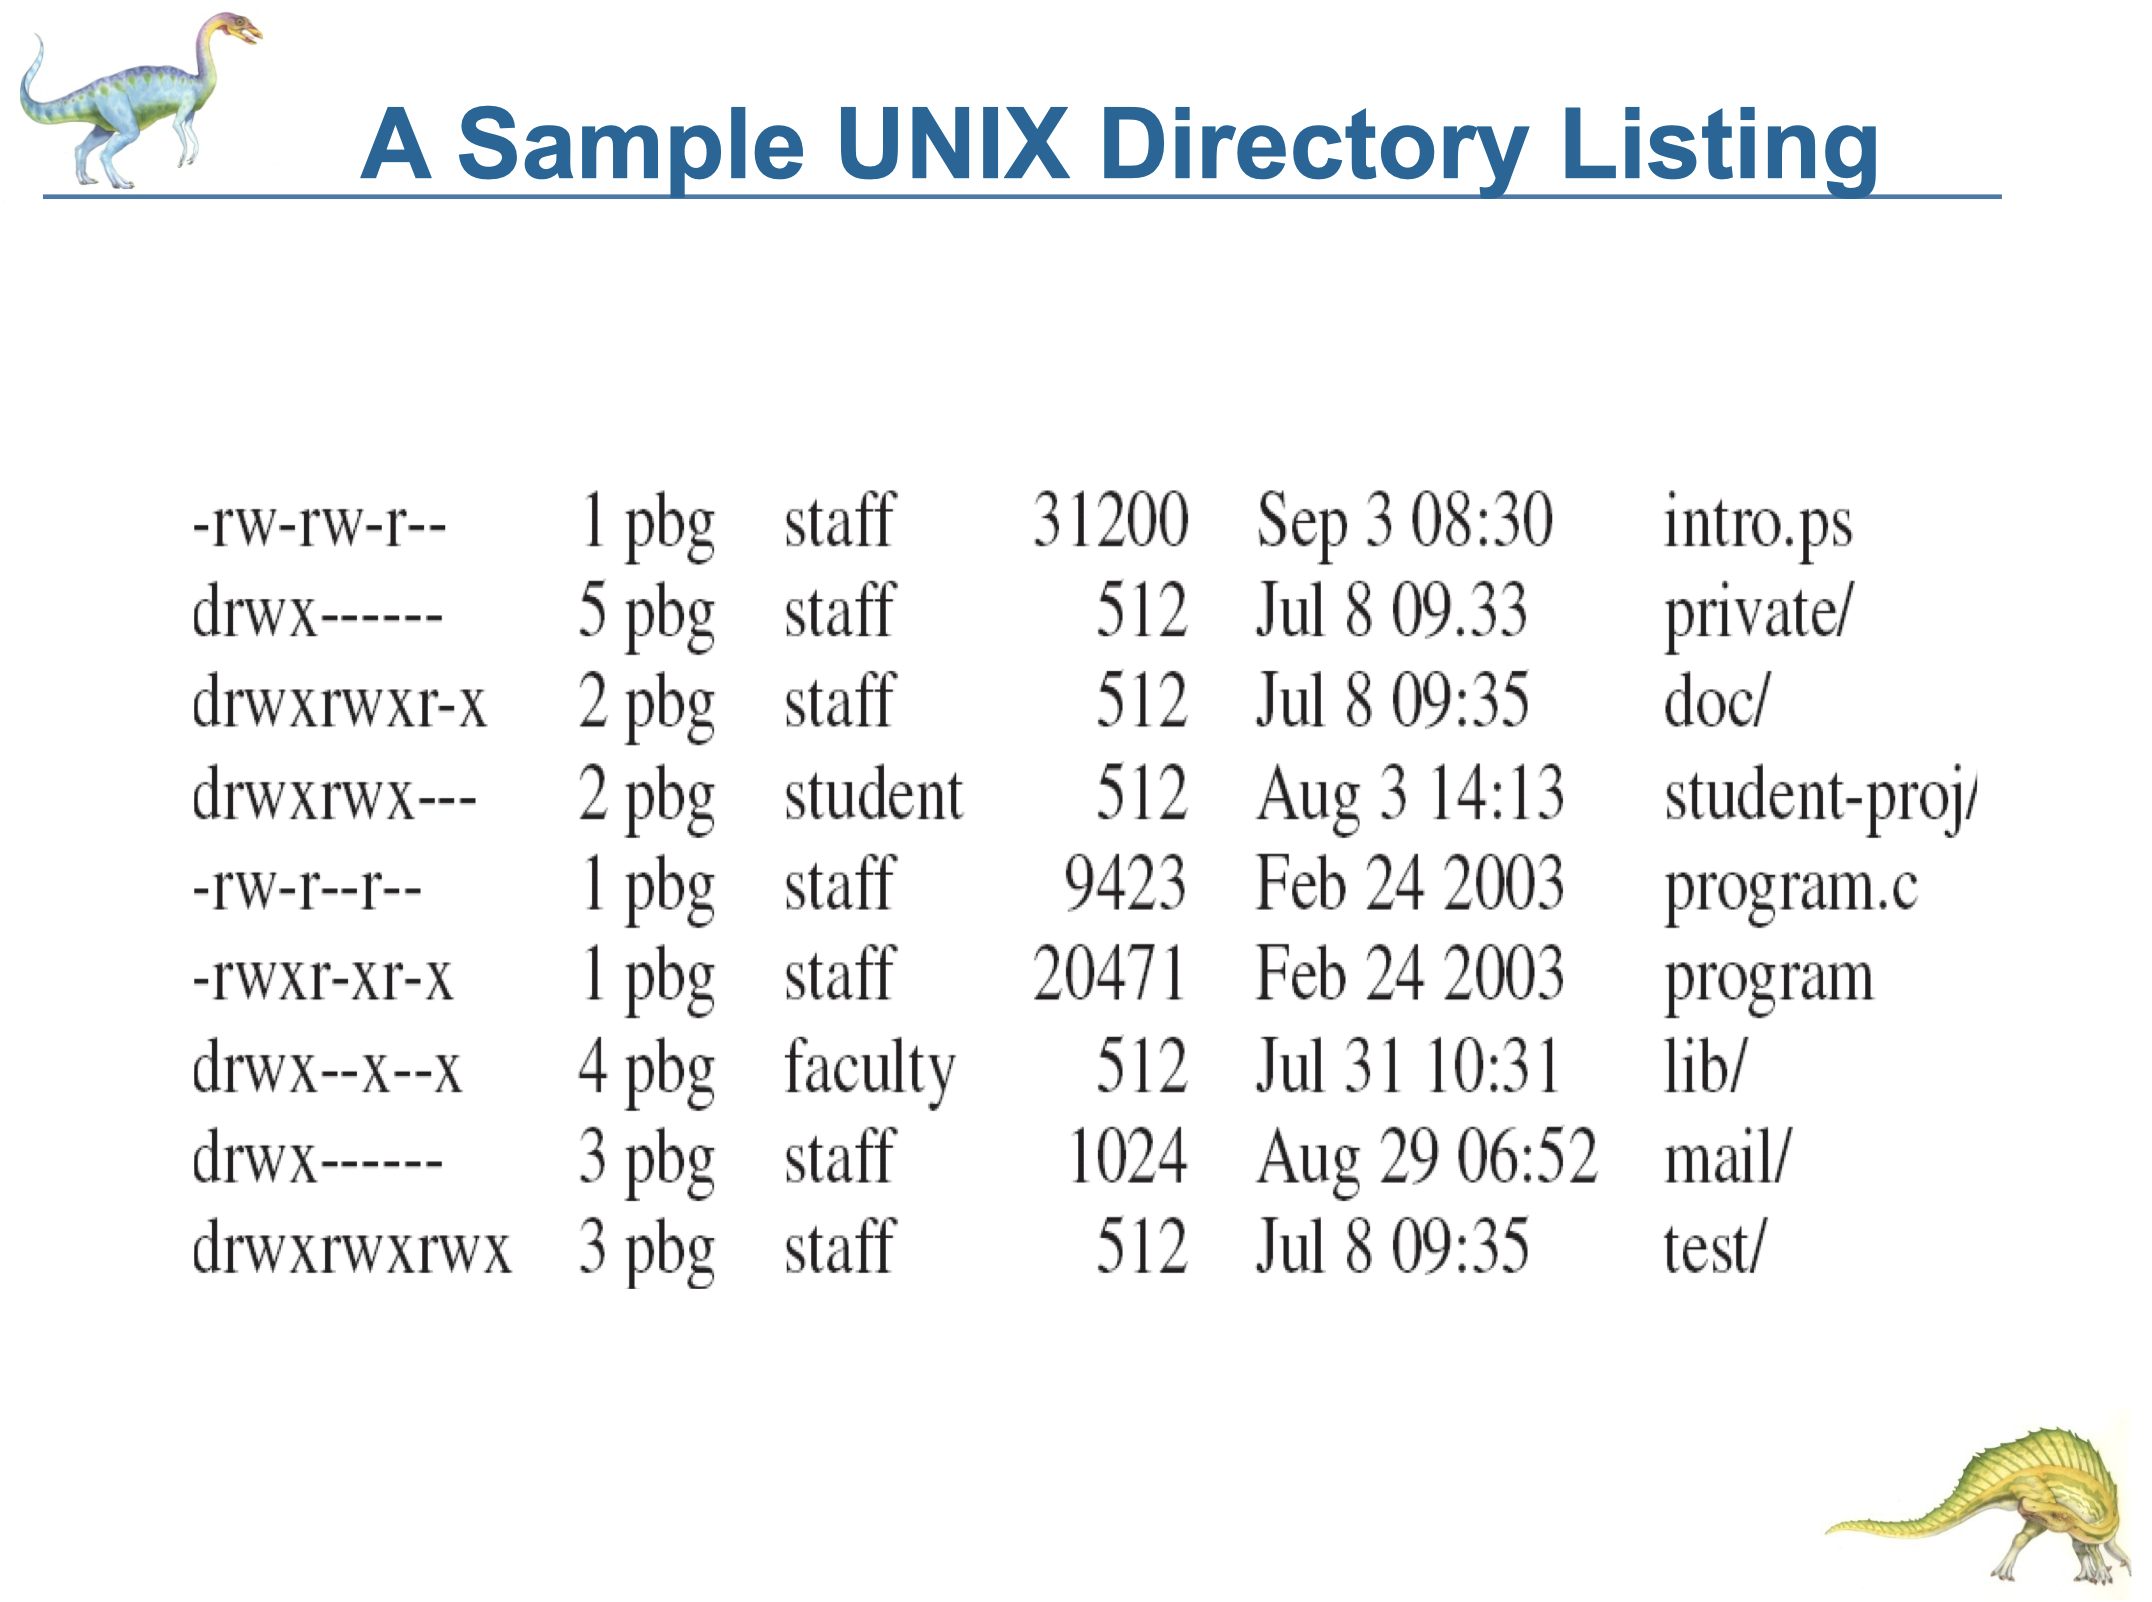 A Sample UNIX Directory Listing
-rw-rw-r-- 1 pbg staff 31200 Sep 3 08:30 intro.ps
drwx------ 5 pbg staff 512 Jul 8 09.33 private/
drwxrwxr-x 2 pbg staff 512 Jul 8 09:35 doc/
drwxrwx--- 2 pbg student 512 Aug 3 14:13 student-proj/
-rw-r--r-- 1 pbg staff 9423 Feb 24 2003 program.c
-rwxr-xr-x 1 pbg staff 20471 Feb 24 2003 program
drwx--x--x 4 pbg faculty 512 Jul 31 10:31 lib/
drwx------ 3 pbg staff 1024 Aug 29 06:52 mail/
drwxrwxrwx 3 pbg staff 512 Jul 8 09:35 test/